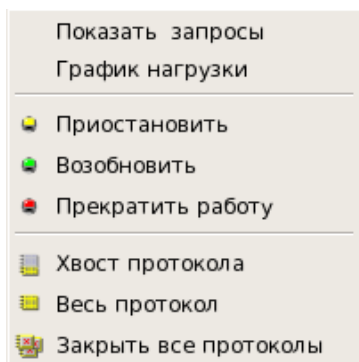 Показать запросы
График нагрузки
Приостановить
Возобновить
Прекратить работу
Хвост протокола
Весь протокол
Закрыть все протоколы